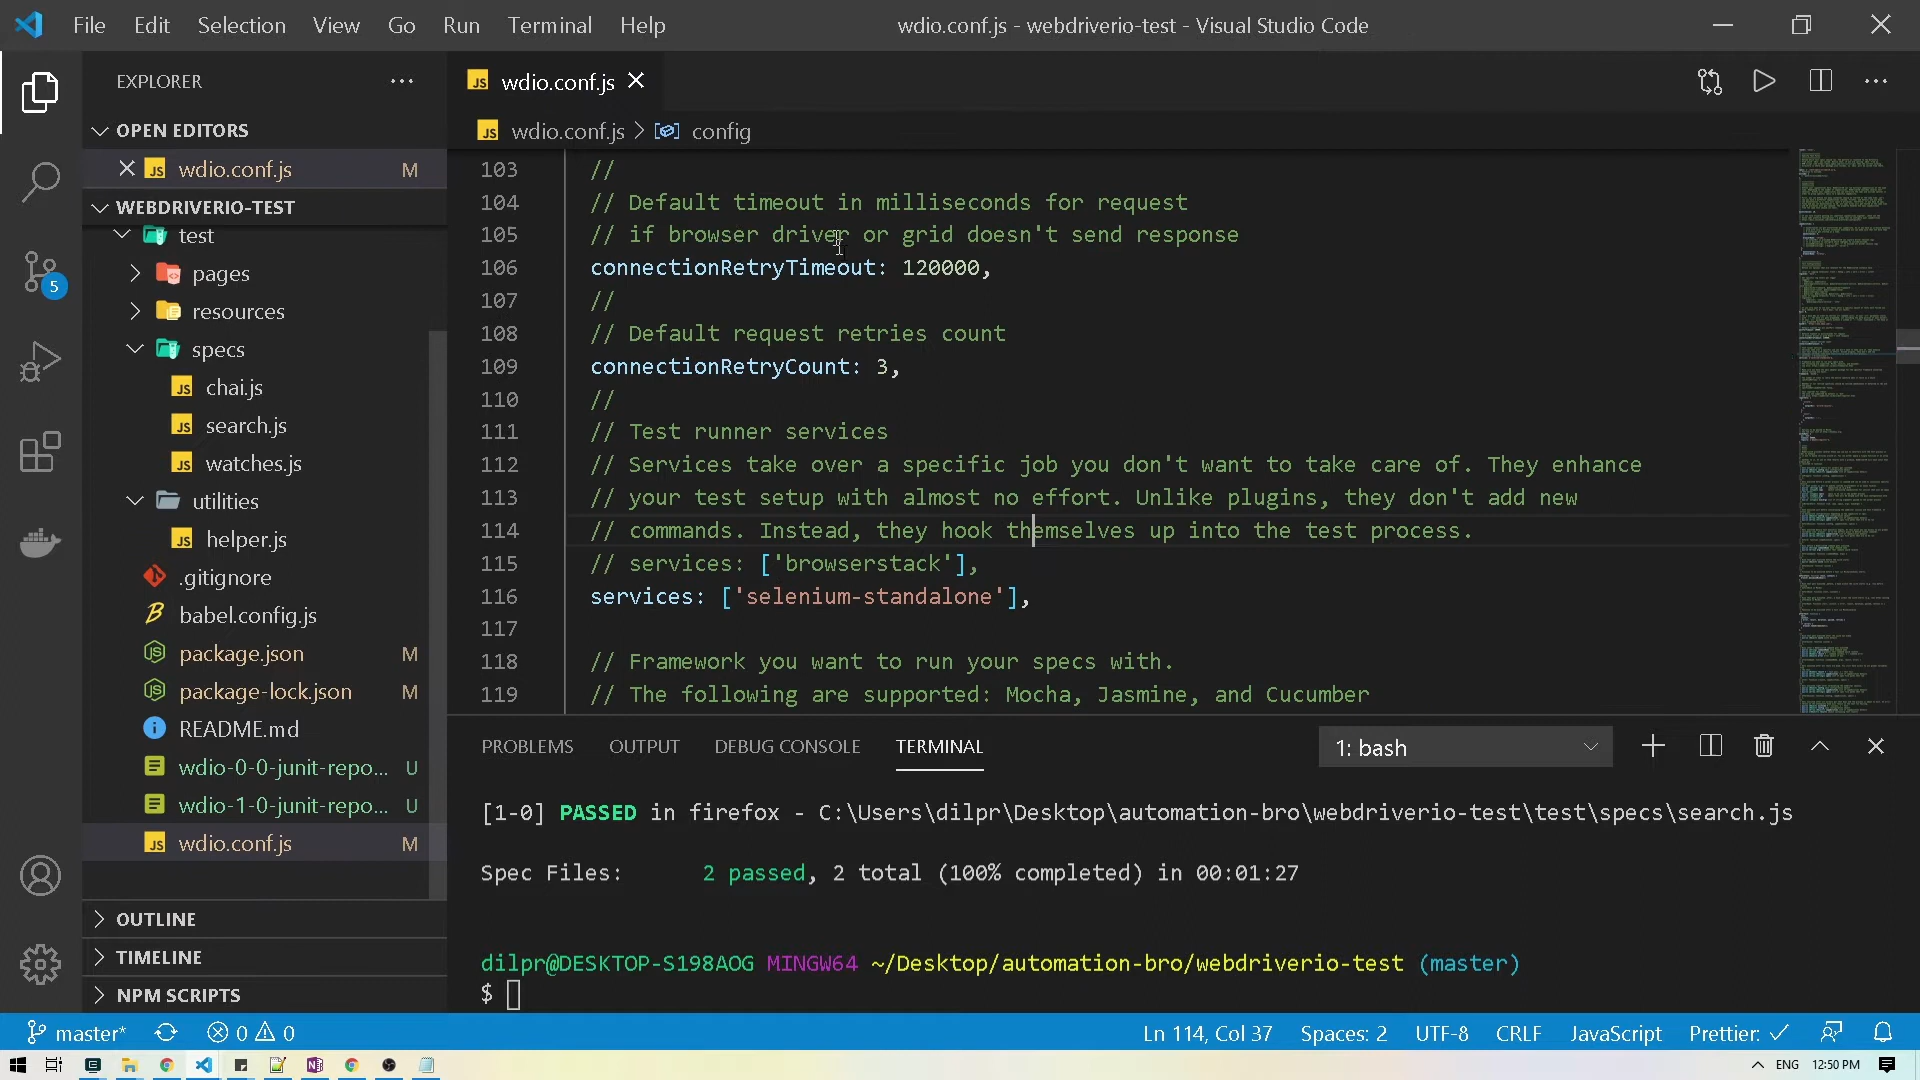 File Edit Selection View Go Run Terminal Help
wdio.conf.js - webdriverio-test - Visual Studio Code
EXPLORER
OPEN EDITORS
JS wdio.conf.js M
WEBDRIVERIO-TEST
test
pages
resources
specs
JS chai.js
JS search.js
JS watches.js
utilities
JS helper.js
.gitignore
babel.config.js
package.json M
package-lock.json M
README.md
wdio-0-0-junit-repo... U
wdio-1-0-junit-repo... U
JS wdio.conf.js M
OUTLINE
TIMELINE
NPM SCRIPTS
5
JS wdio.conf.js
JS wdio.conf.js > config
103 //
104 // Default timeout in milliseconds for request
105 // if browser driver or grid doesn't send response
106 connectionRetryTimeout: 120000,
107 //
108 // Default request retries count
109 connectionRetryCount: 3,
110 //
111 // Test runner services
112 // Services take over a specific job you don't want to take care of. They enhance
113 // your test setup with almost no effort. Unlike plugins, they don't add new
114 // commands. Instead, they hook themselves up into the test process.
115 // services: ['browserstack'],
116 services: ['selenium-standalone'],
117
118 // Framework you want to run your specs with.
119 // The following are supported: Mocha, Jasmine, and Cucumber
PROBLEMS OUTPUT DEBUG CONSOLE TERMINAL
1: bash
[1-0] PASSED in firefox - C:\Users\dilpr\Desktop\automation-bro\webdriverio-test\test\specs\search.js
Spec Files: 2 passed, 2 total (100% completed) in 00:01:27
dilpr@DESKTOP-S198AOG MINGW64 ~/Desktop/automation-bro/webdriverio-test (master)
$
master* 0 0
Ln 114, Col 37 Spaces: 2 UTF-8 CRLF JavaScript Prettier: ✓
ENG 12:50 PM